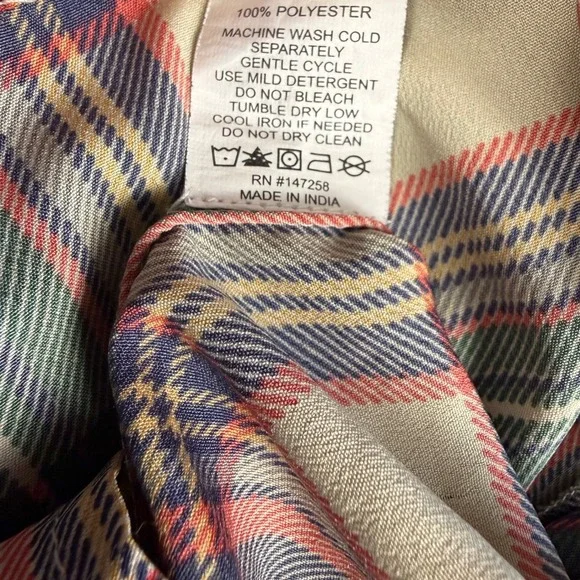 100% POLYESTER
MACHINE WASH COLD
SEPARATELY
GENTLE CYCLE
USE MILD DETERGENT
DO NOT BLEACH
TUMBLE DRY LOW
COOL IRON IF NEEDED
DO NOT DRY CLEAN
RN #147258
MADE IN INDIA